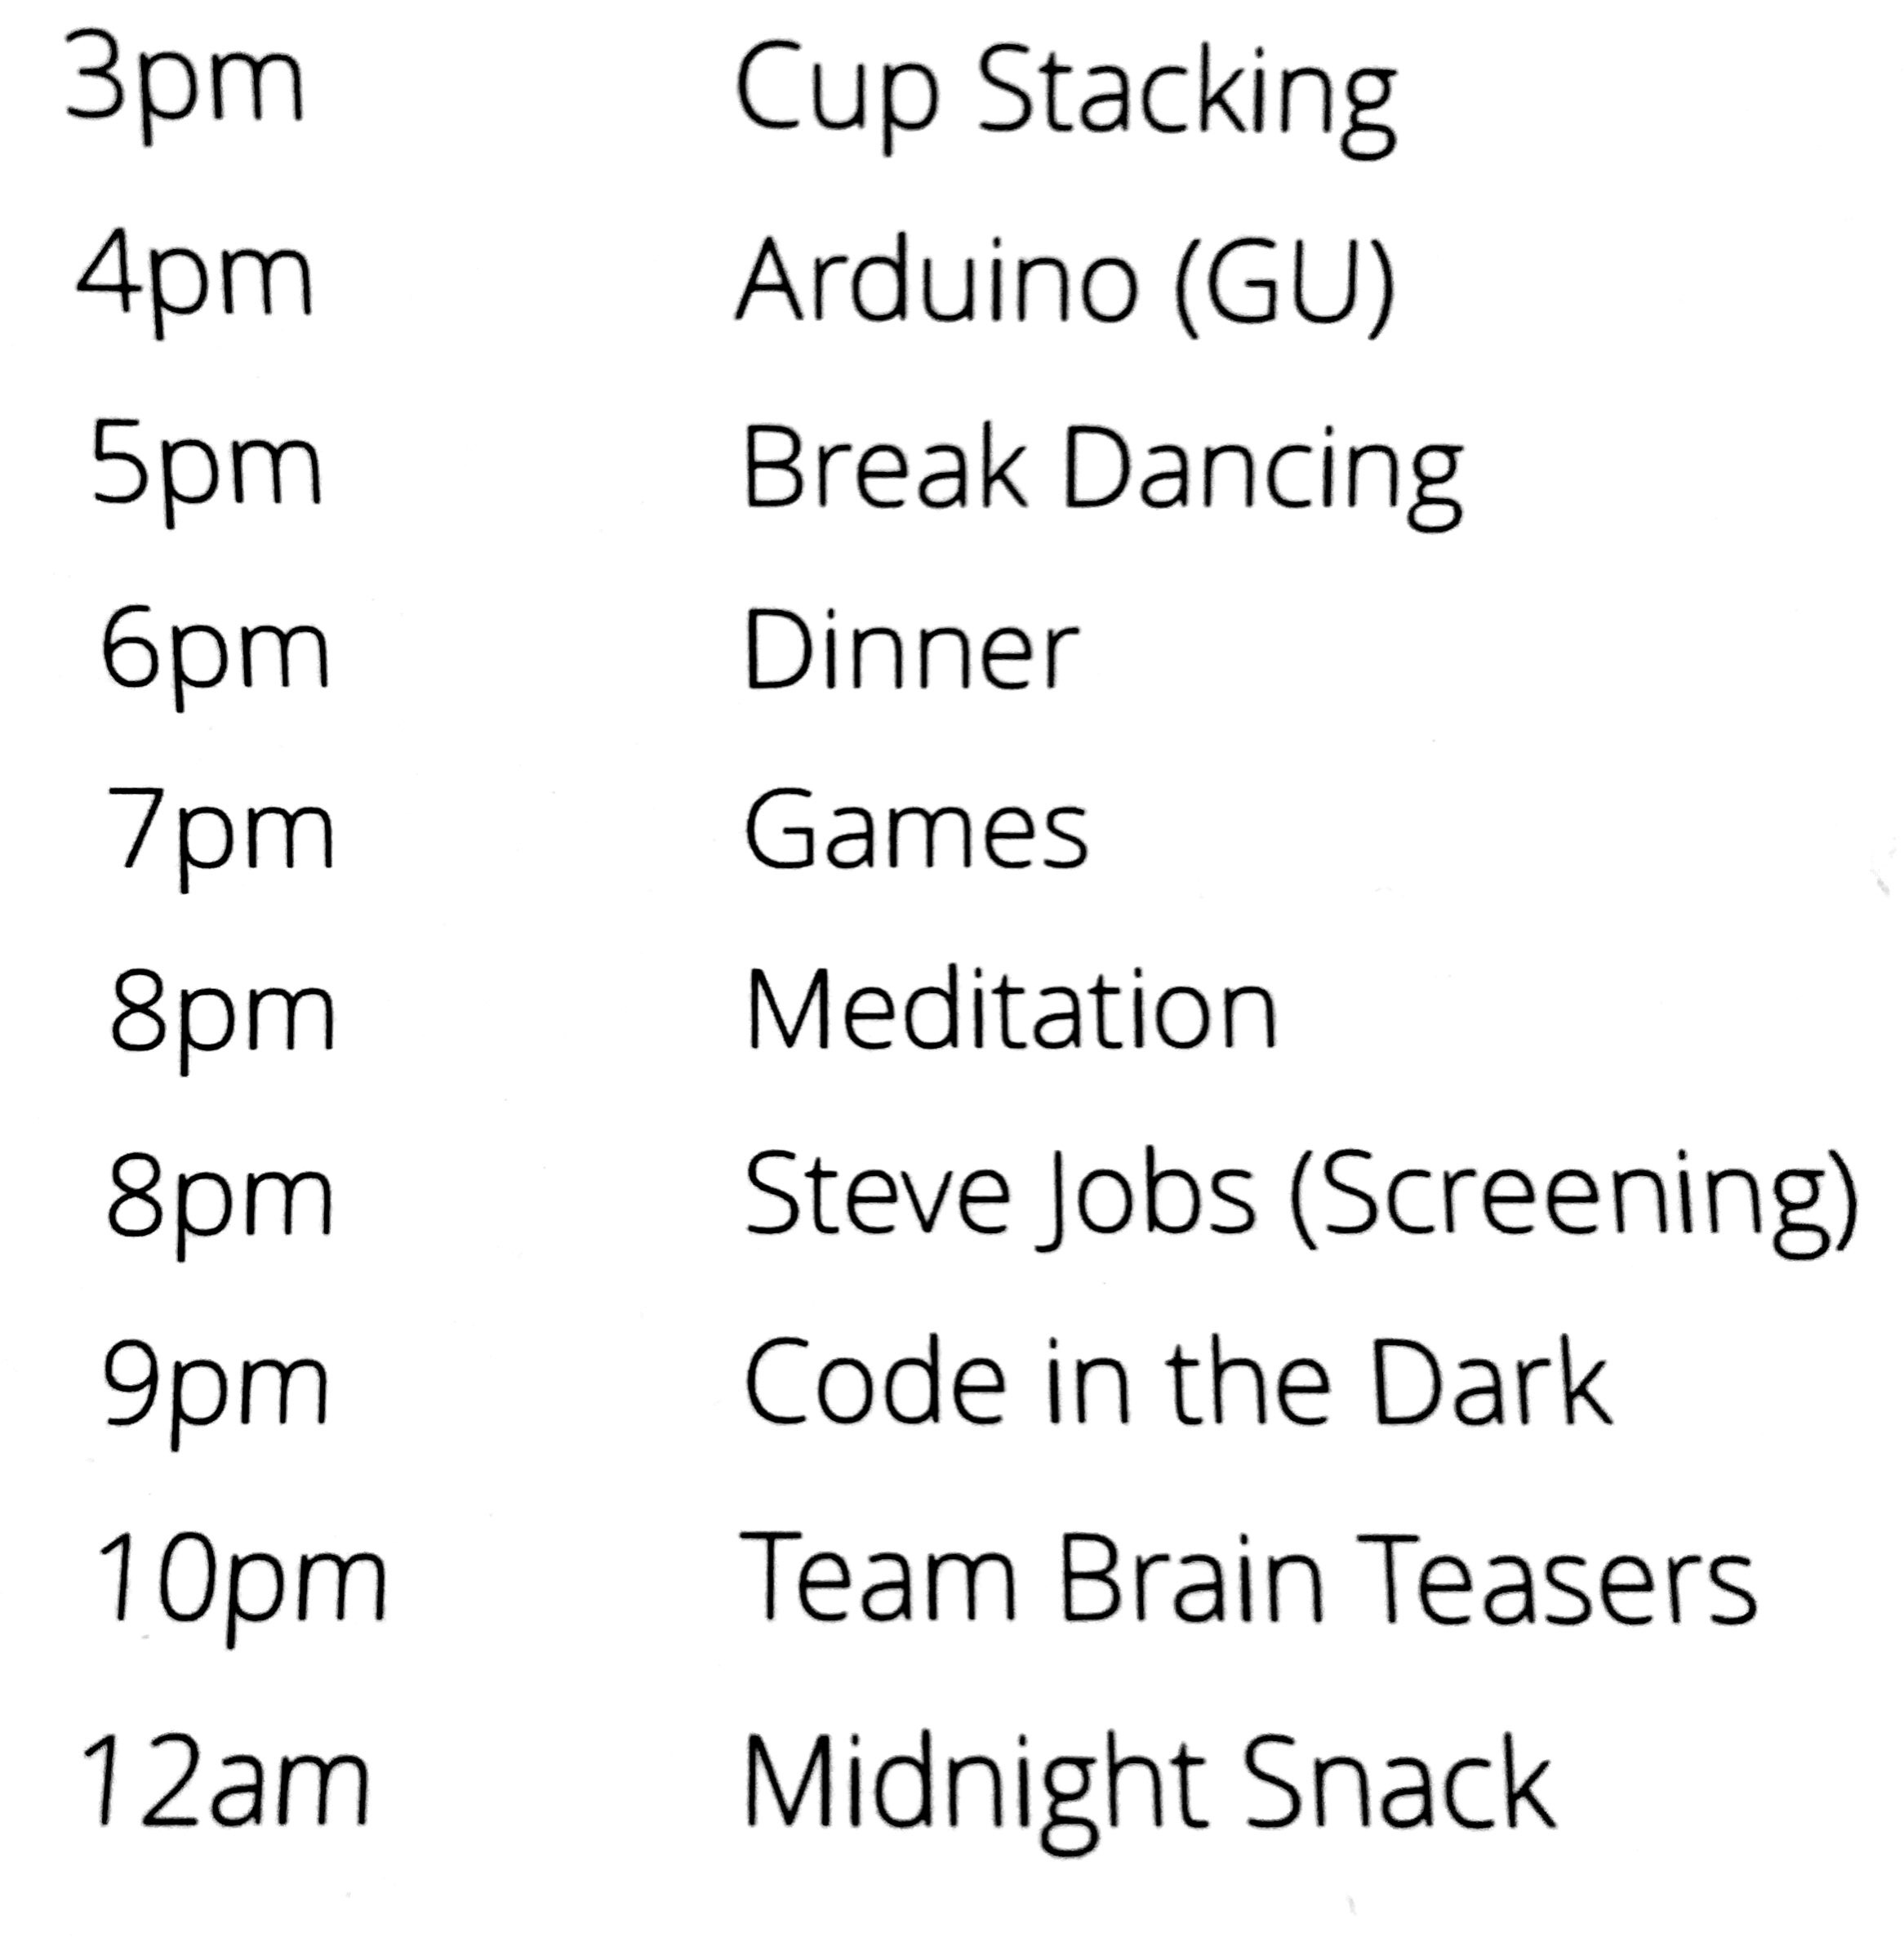 3pm Cup Stacking
4pm Arduino (GU)
5pm Break Dancing
6pm Dinner
7pm Games
8pm Meditation
8pm Steve Jobs (Screening)
9pm Code in the Dark
10pm Team Brain Teasers
12am Midnight Snack